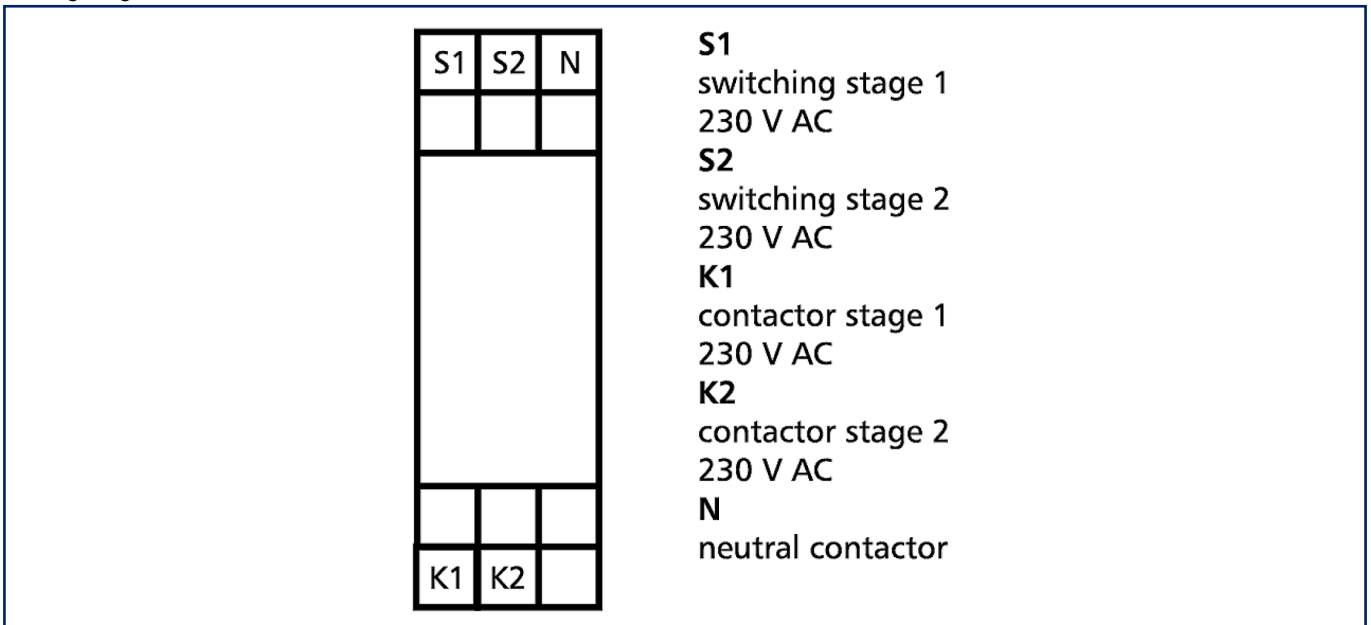 S1 S2 N
K1 K2
S1
switching stage 1
230 V AC
S2
switching stage 2
230 V AC
K1
contactor stage 1
230 V AC
K2
contactor stage 2
230 V AC
N
neutral contactor